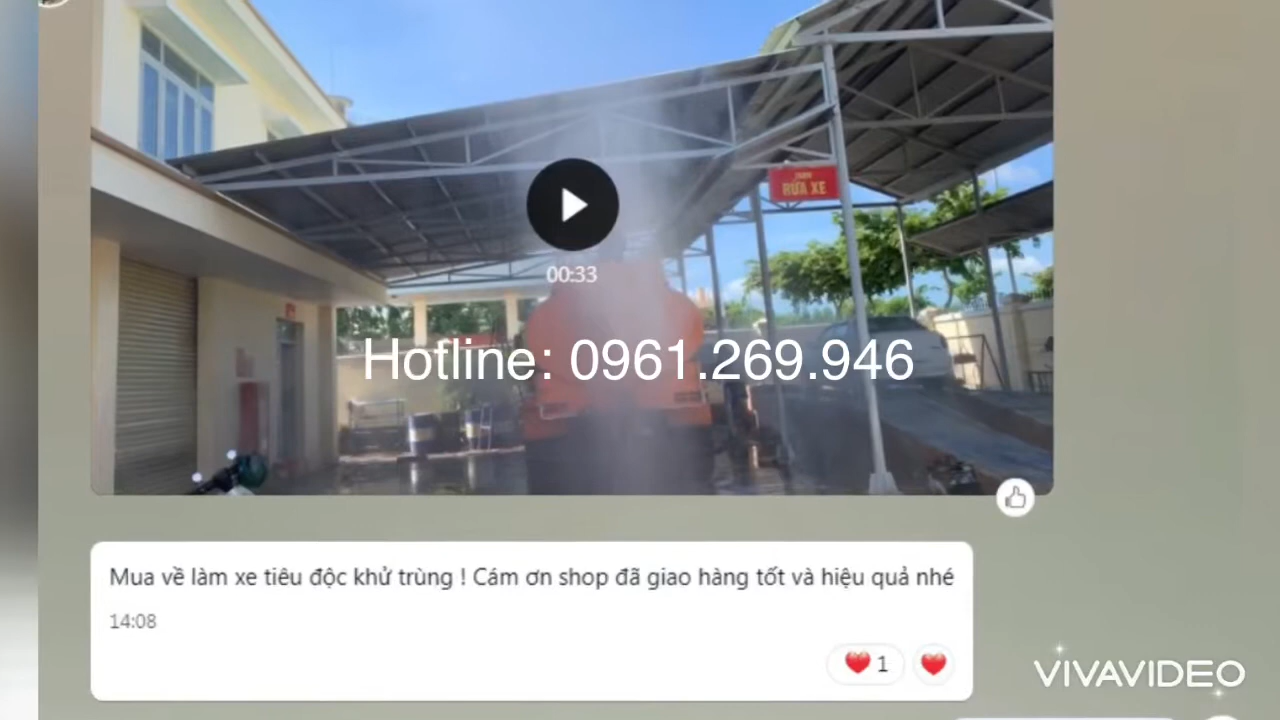 RỬA XE
00:33
Hotline: 0961.269.946
Mua về làm xe tiêu độc khử trùng ! Cám ơn shop đã giao hàng tốt và hiệu quả nhé
14:08
1
VIVAVIDEO